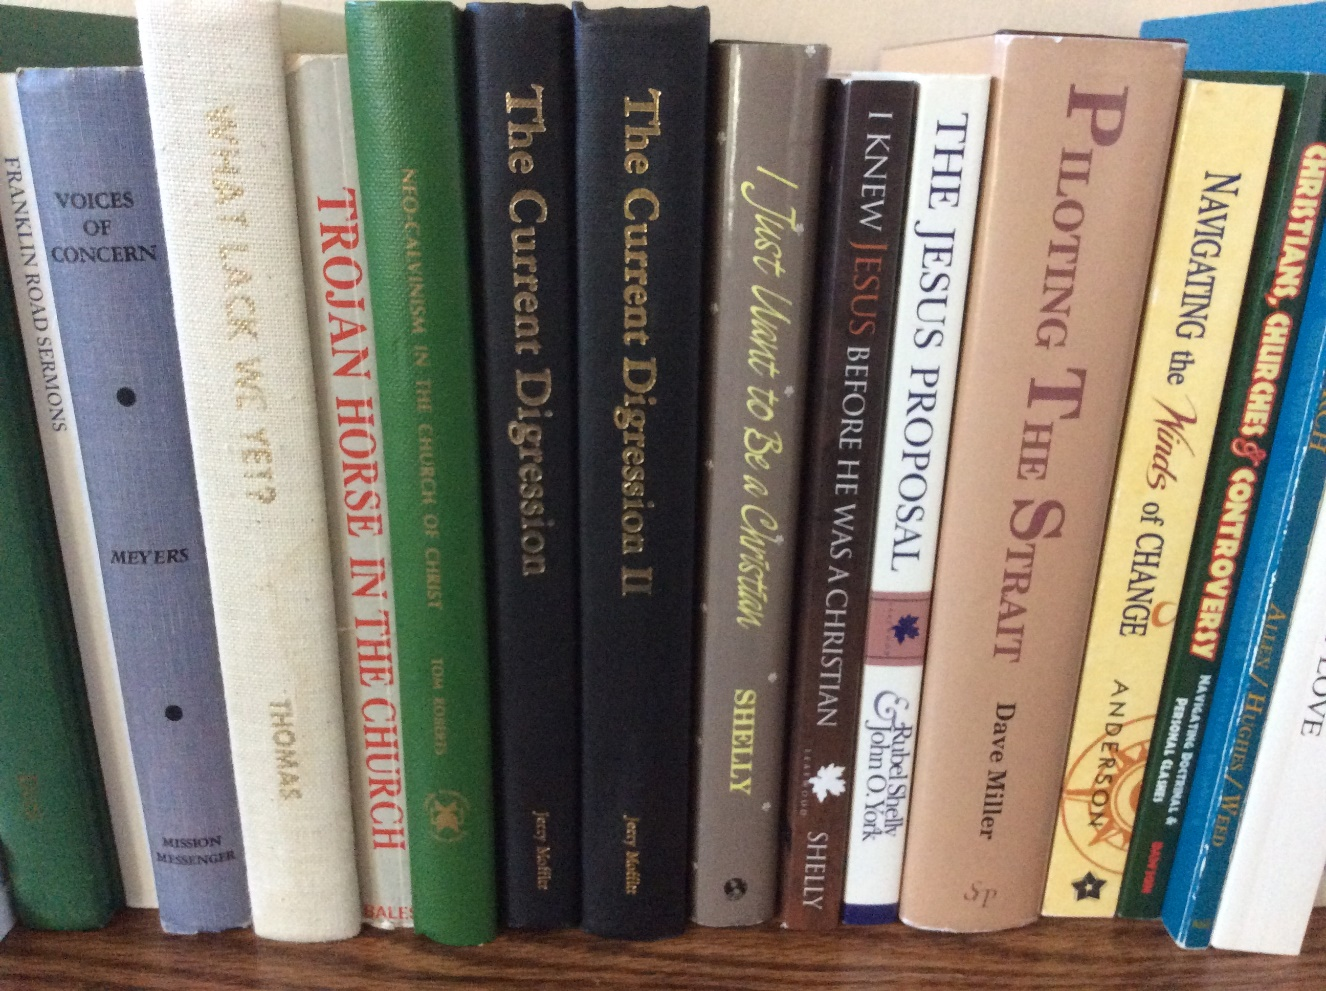 FRANKLIN ROAD SERMONS
VOICES
OF
CONCERN
MEYERS
MISSION
MESSENGER
WHAT LACK WE YET?
THOMAS
TROJAN HORSE IN THE CHURCH
BALES
NEO-CALVINISM IN THE CHURCH OF CHRIST
TOM ROBERTS
The Current Digression
Jerry Moffitt
The Current Digression II
Jerry Moffitt
I Just Want to Be a Christian
SHELLY
I KNEW JESUS BEFORE HE WAS A CHRISTIAN
LEAFWOOD
SHELLY
THE JESUS PROPOSAL
Rubel Shelly
& John O. York
PILOTING THE STRAIT
Dave Miller
SP
NAVIGATING the Winds of CHANGE
ANDERSON
CHRISTIANS, CHURCHES & CONTROVERSY
NAVIGATING DOCTRINAL &
PERSONAL CLASHES
RCH
ALLEN / HUGHES / WEED
LOVE